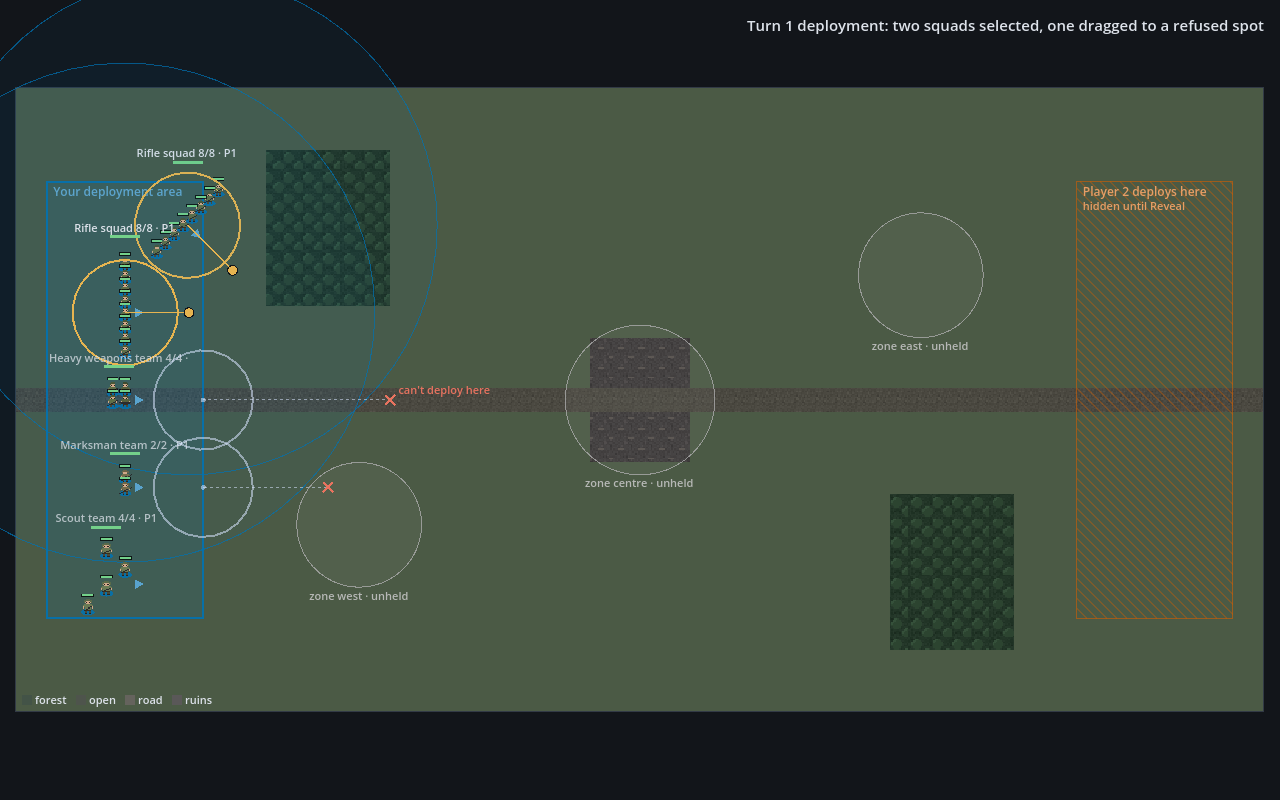 Turn 1 deployment: two squads selected, one dragged to a refused spot
Rifle squad 8/8 · P1
Your deployment area
Rifle squad 8/8 · P1
Heavy weapons team 4/4 ·
Marksman team 2/2 · P1
Scout team 4/4 · P1
can't deploy here
zone west · unheld
zone centre · unheld
zone east · unheld
Player 2 deploys here
hidden until Reveal
forest
open
road
ruins